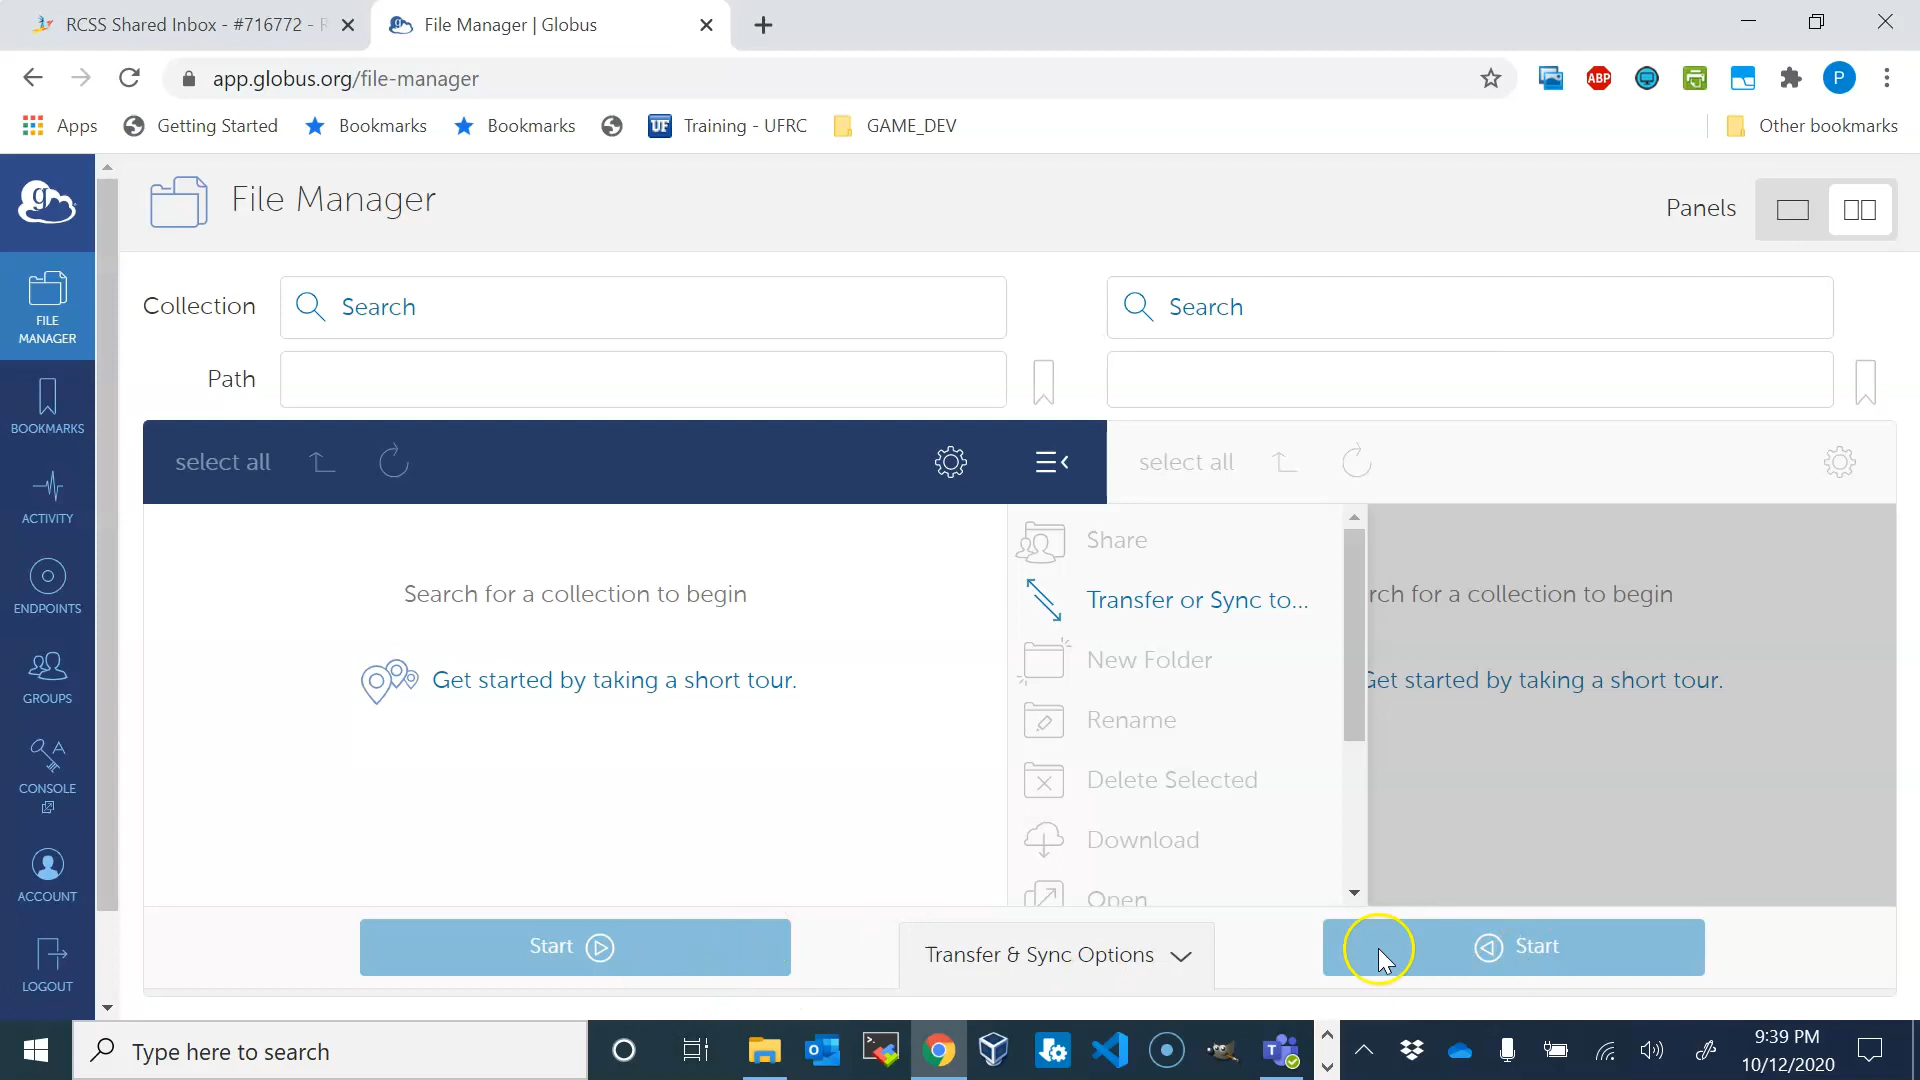 RCSS Shared Inbox - #716772 -
File Manager | Globus
app.globus.org/file-manager
ABP
P
Apps
Getting Started
Bookmarks
Bookmarks
UF
Training - UFRC
GAME_DEV
Other bookmarks
g
File Manager
Panels
FILE
MANAGER
BOOKMARKS
ACTIVITY
ENDPOINTS
GROUPS
CONSOLE
ACCOUNT
LOGOUT
Collection
Search
Search
Path
select all
select all
Search for a collection to begin
Get started by taking a short tour.
Share
Transfer or Sync to...
New Folder
Rename
Delete Selected
Download
Open
rch for a collection to begin
Get started by taking a short tour.
Start
Transfer & Sync Options
Start
Type here to search
9:39 PM
10/12/2020